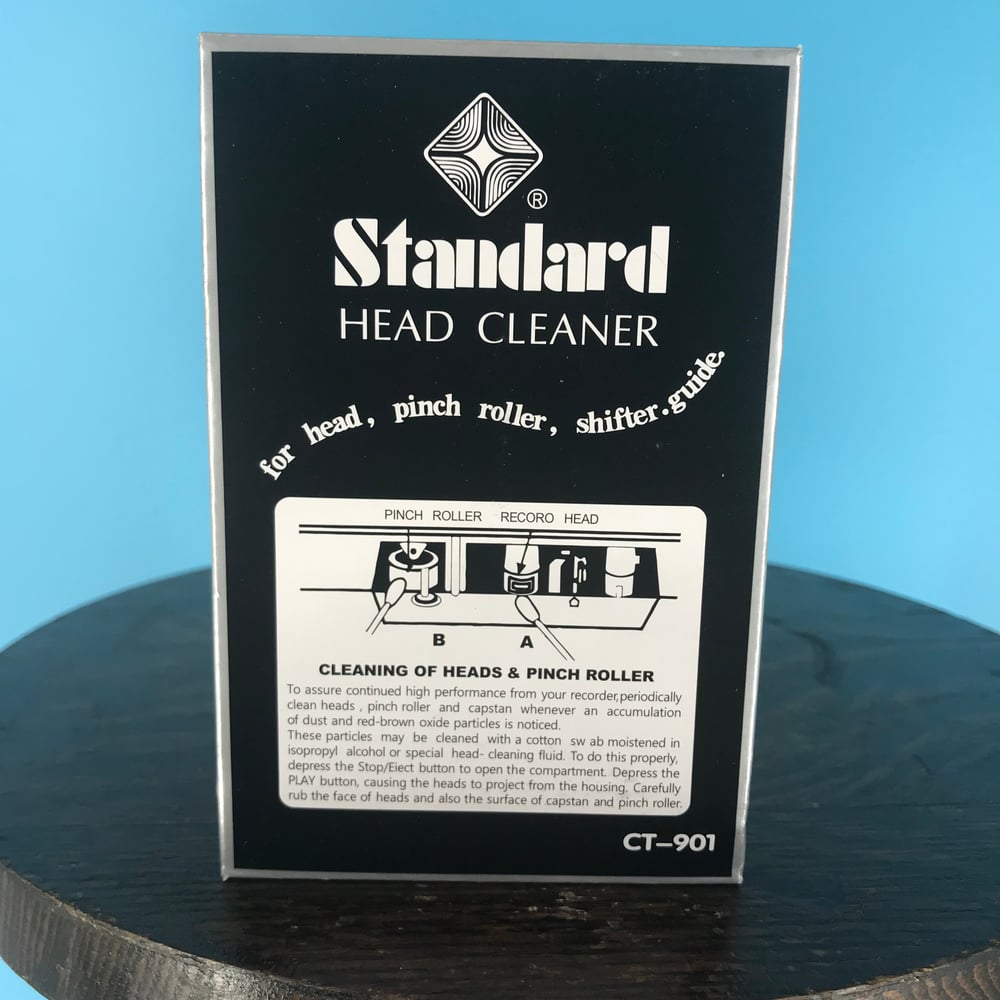 ®
Standard
HEAD CLEANER
for head, pinch roller, shifter.guide.
PINCH ROLLER RECORO HEAD
B A
CLEANING OF HEADS & PINCH ROLLER
To assure continued high performance from your recorder,periodically
clean heads , pinch roller and capstan whenever an accumulation
of dust and red-brown oxide particles is noticed.
These particles may be cleaned with a cotton sw ab moistened in
isopropyl alcohol or special head- cleaning fluid. To do this properly,
depress the Stop/Eiect button to open the compartment. Depress the
PLAY button, causing the heads to project from the housing. Carefully
rub the face of heads and also the surface of capstan and pinch roller.
CT-901